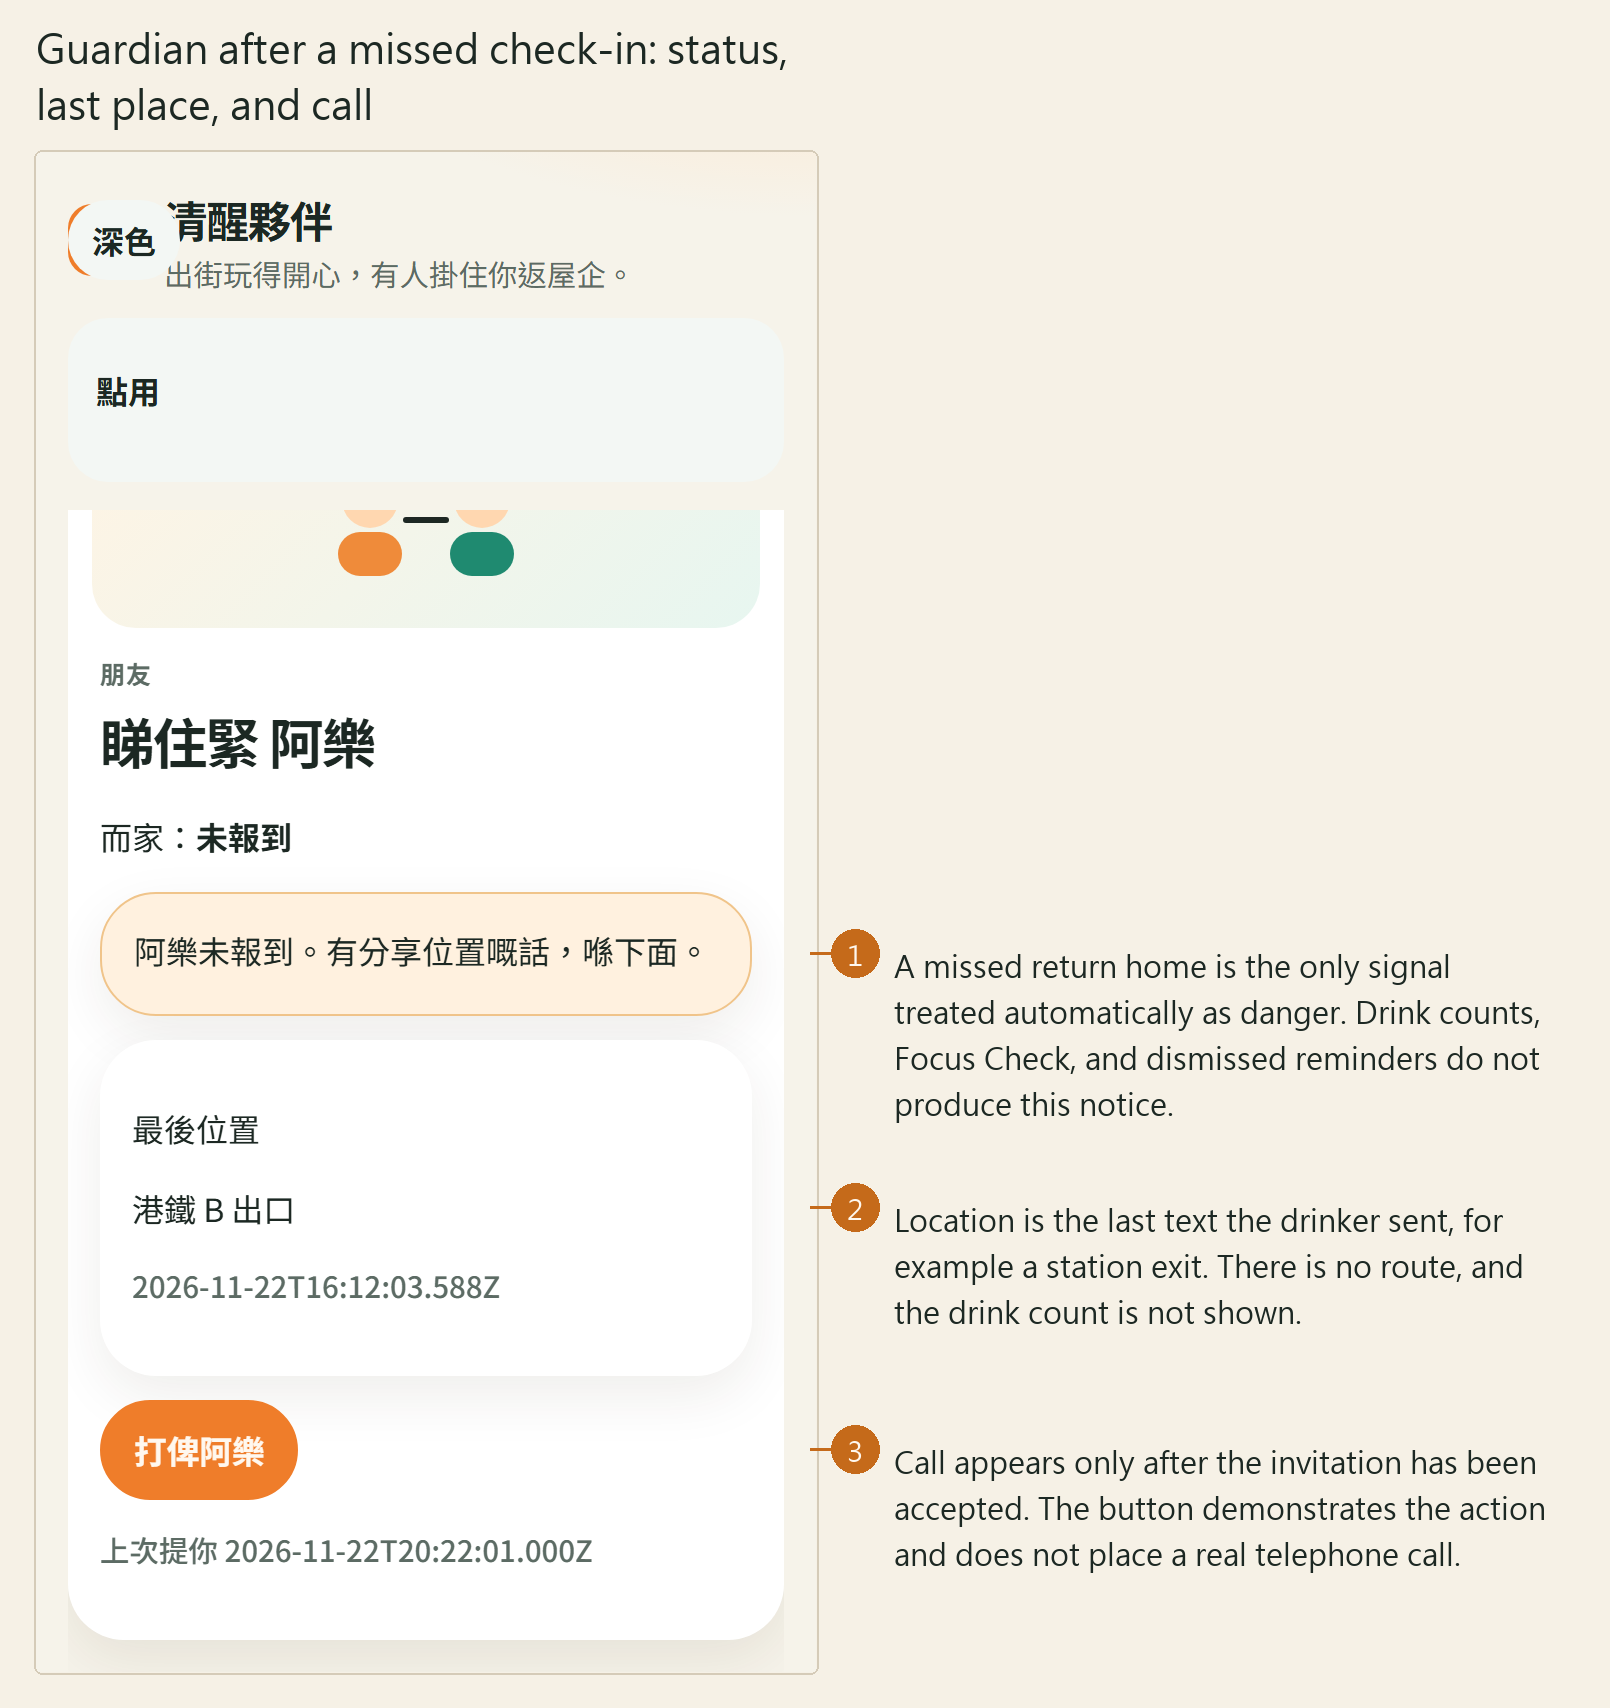 Guardian after a missed check-in: status,
last place, and call
深色
清醒夥伴
出街玩得開心，有人掛住你返屋企。
點用
朋友
睇住緊 阿樂
而家：未報到
阿樂未報到。有分享位置嘅話，喺下面。
最後位置
港鐵 B 出口
2026-11-22T16:12:03.588Z
打俾阿樂
上次提你 2026-11-22T20:22:01.000Z
1
A missed return home is the only signal
treated automatically as danger. Drink counts,
Focus Check, and dismissed reminders do not
produce this notice.
2
Location is the last text the drinker sent, for
example a station exit. There is no route, and
the drink count is not shown.
3
Call appears only after the invitation has been
accepted. The button demonstrates the action
and does not place a real telephone call.